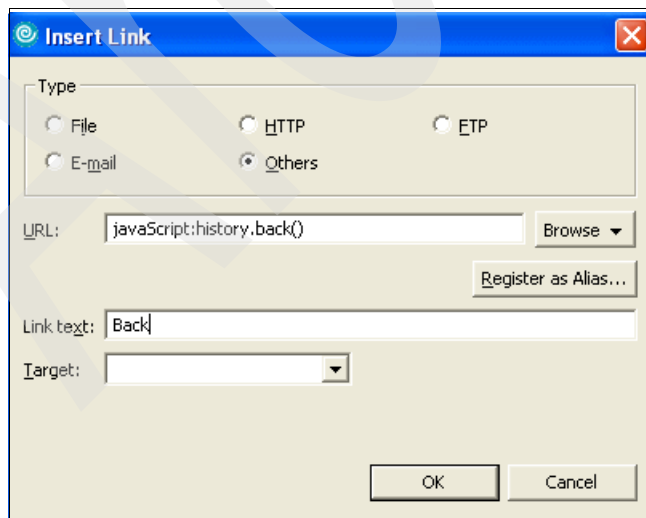 Insert Link
Type
File HTTP FTP
E-mail Others
URL: javaScript:history.back() Browse
Register as Alias...
Link text: Back
Target:
OK Cancel